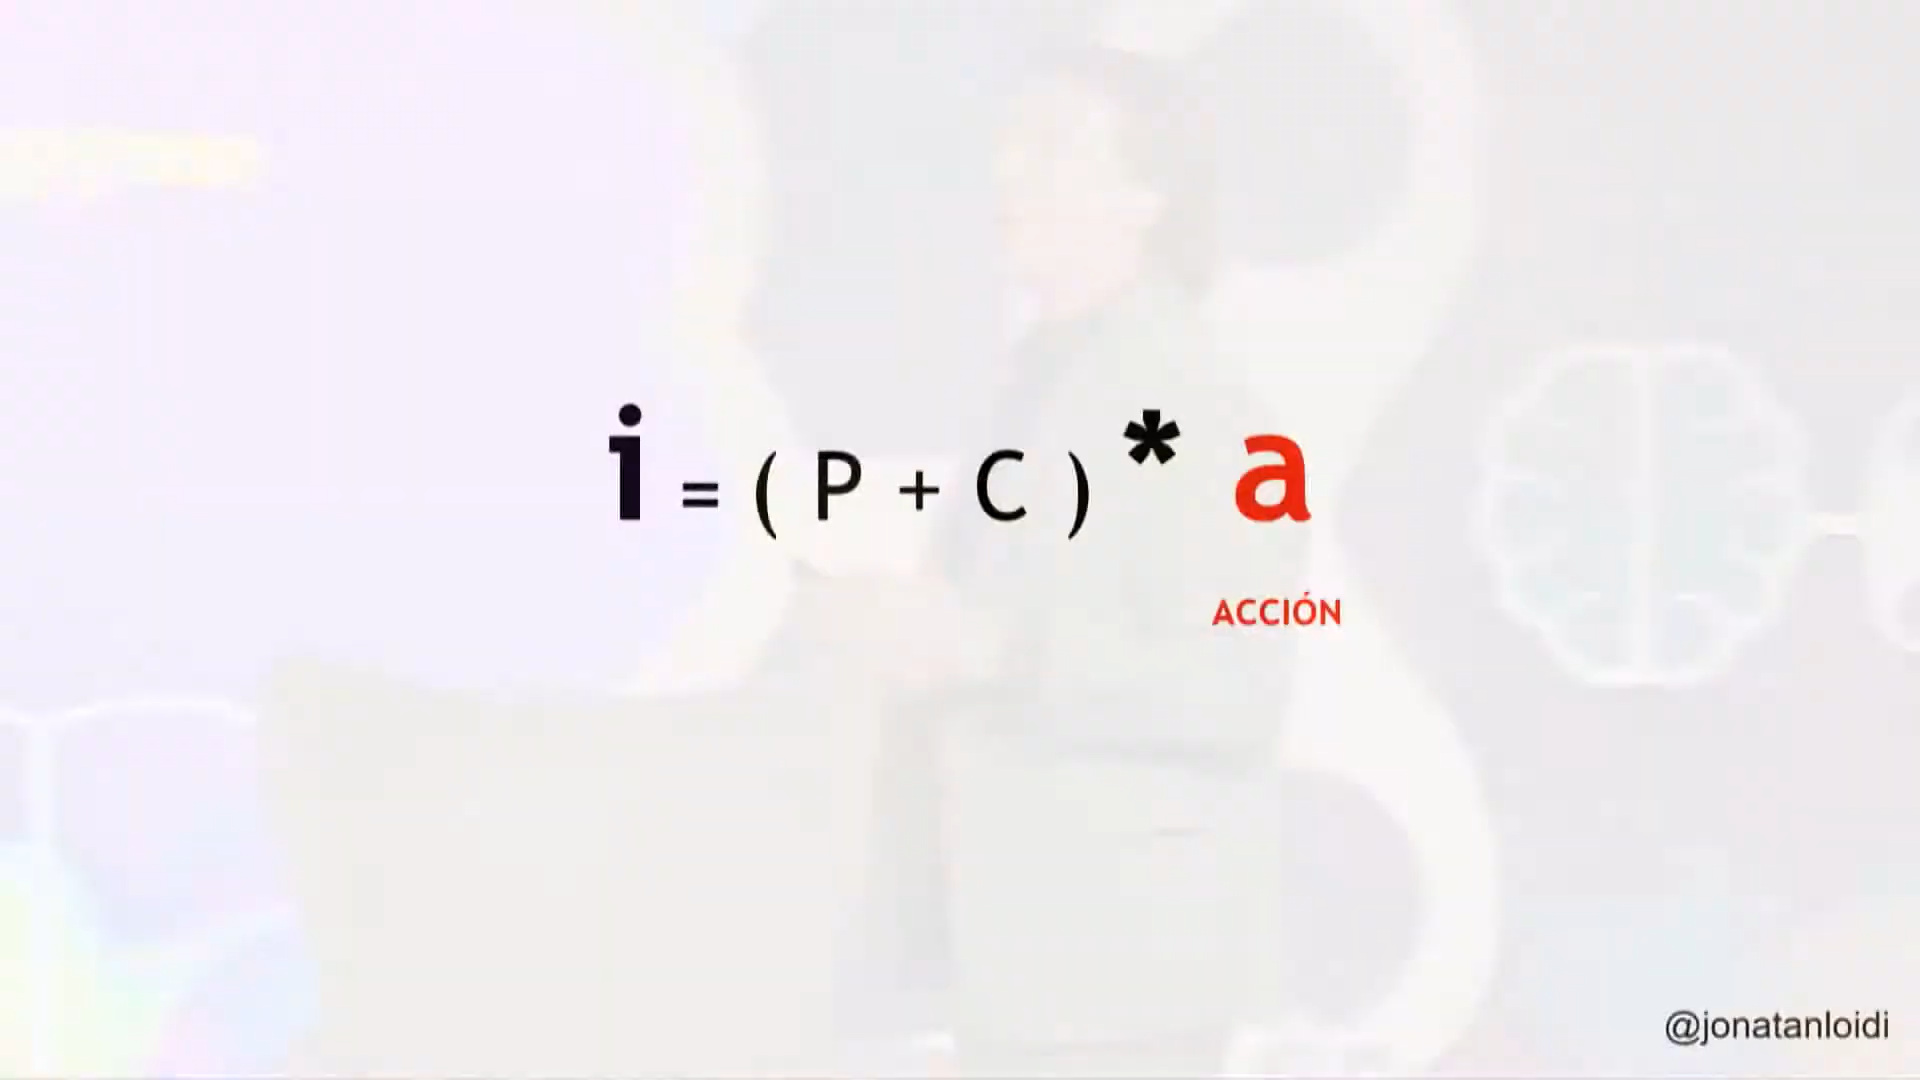 i = ( P + C ) * a
ACCIÓN
@jonatanloidi